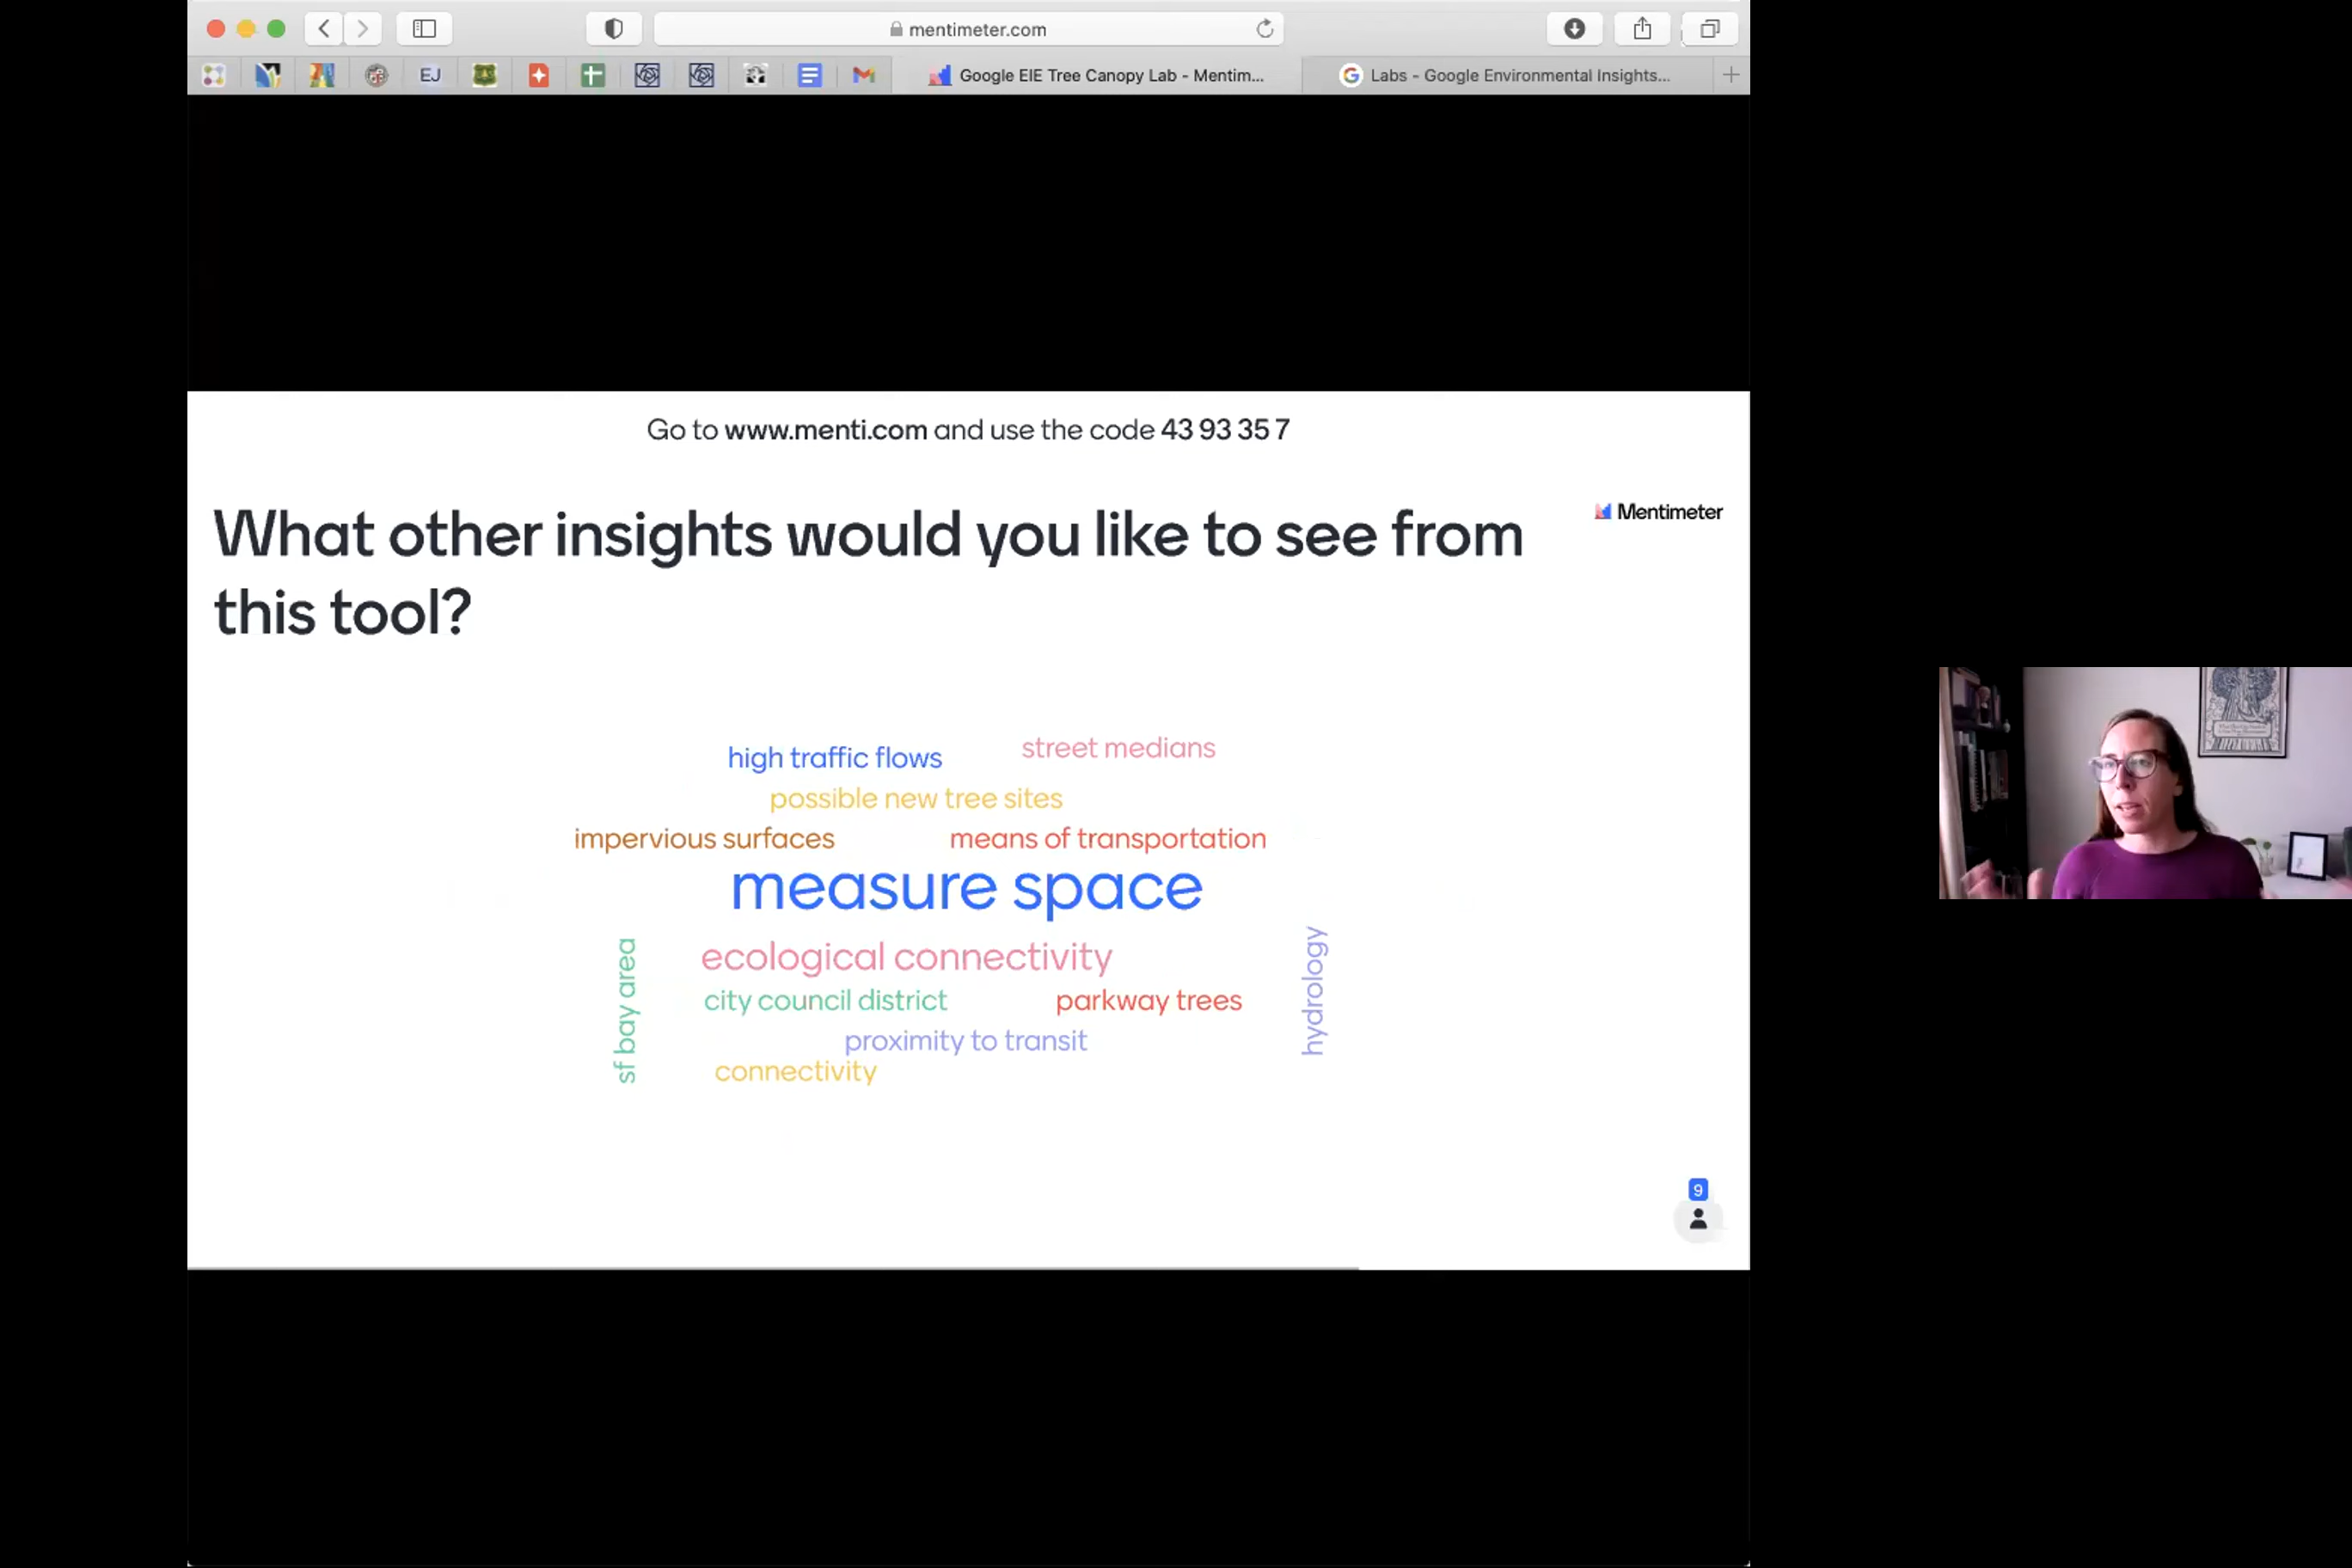 mentimeter.com
EJ
Google EIE Tree Canopy Lab - Mentim...
Labs - Google Environmental Insights...
Go to www.menti.com and use the code 43 93 35 7
What other insights would you like to see from
this tool?
Mentimeter
high traffic flows
street medians
possible new tree sites
impervious surfaces
means of transportation
measure space
ecological connectivity
sf bay area
hydrology
city council district
parkway trees
proximity to transit
connectivity
9